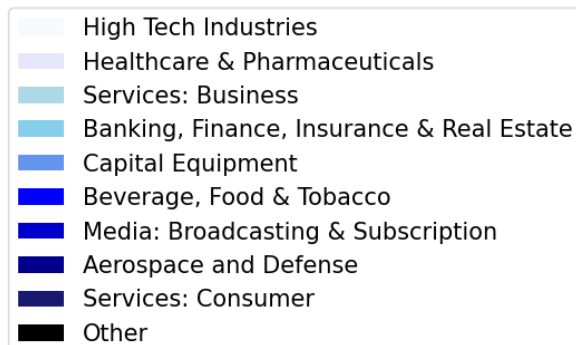 High Tech Industries
Healthcare & Pharmaceuticals
Services: Business
Banking, Finance, Insurance & Real Estate
Capital Equipment
Beverage, Food & Tobacco
Media: Broadcasting & Subscription
Aerospace and Defense
Services: Consumer
Other